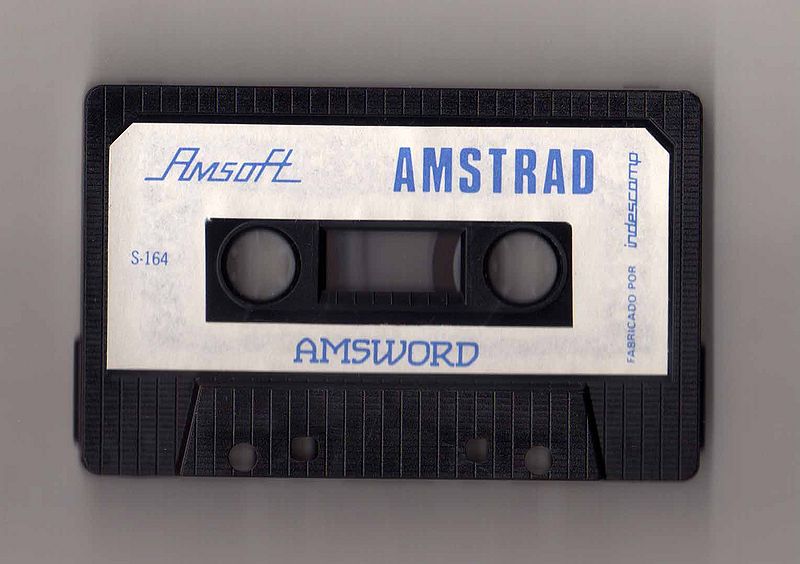 Amsoft
AMSTRAD
S-164
AMSWORD
FABRICADO POR indescomp